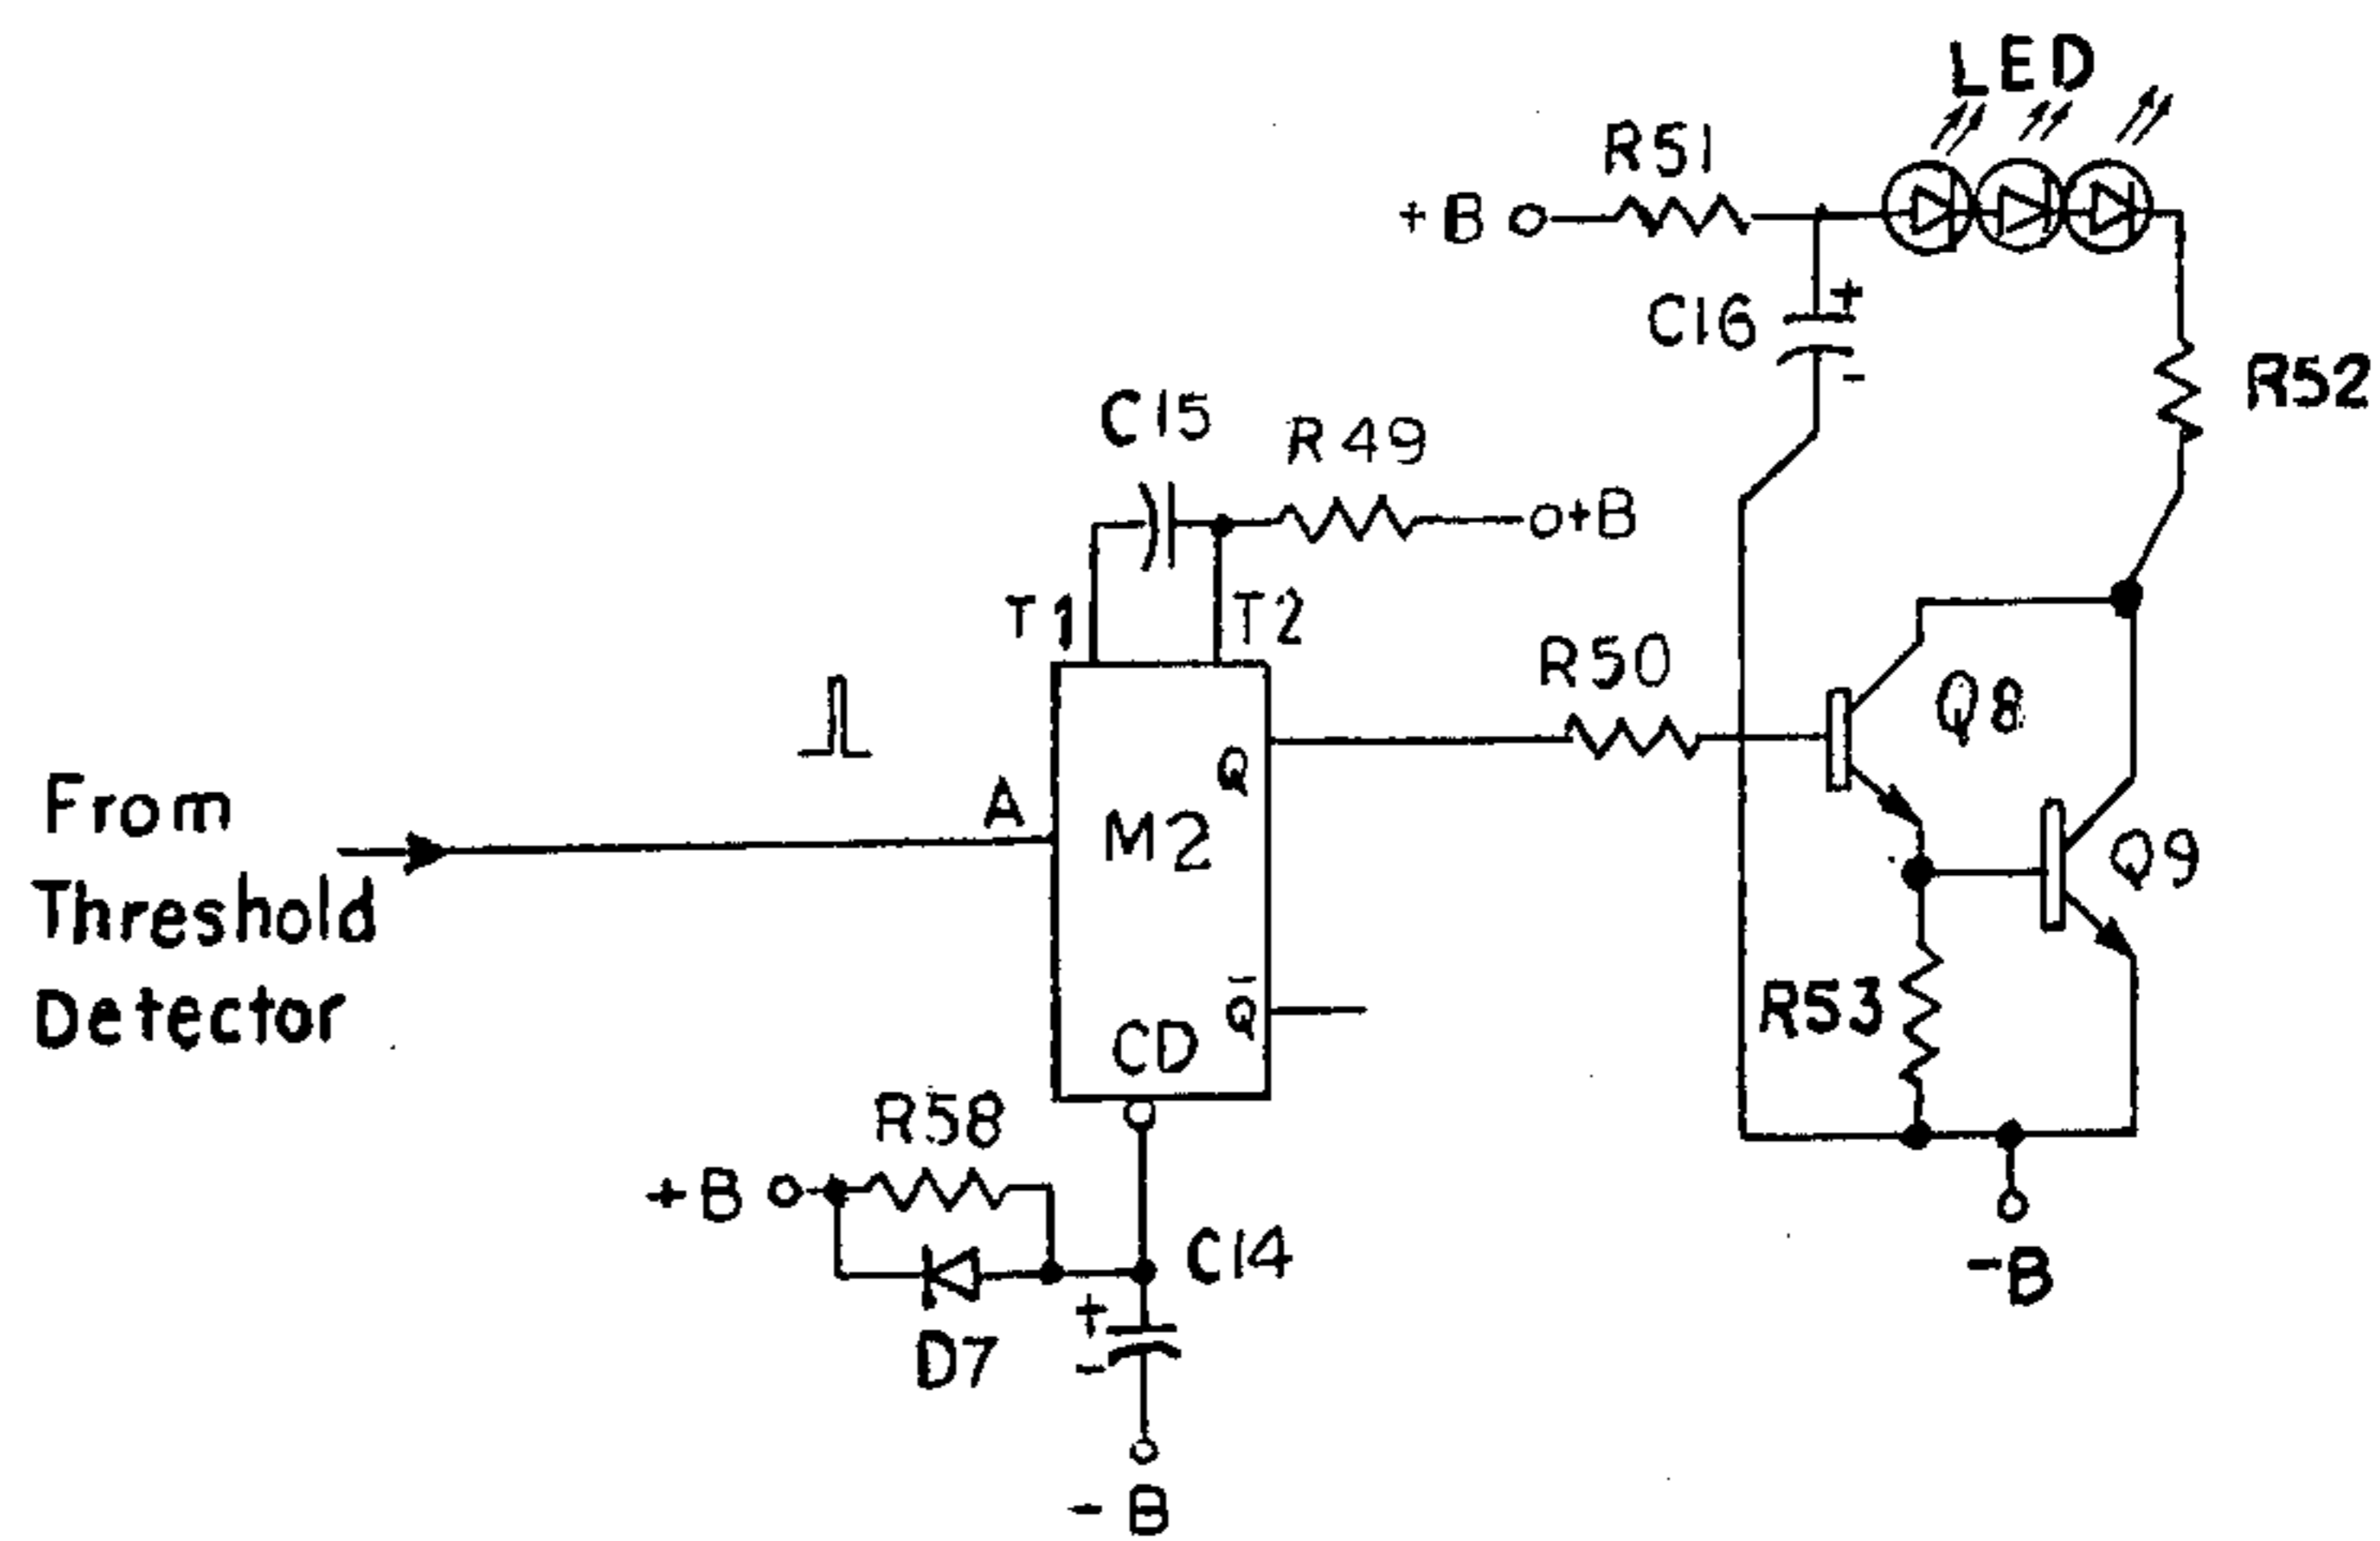 LED
R51
+B
C16
+
-
R52
C15
R49
+B
T1
T2
R50
Q8
From
Threshold
Detector
A
M2
Q
Q̅
CD
Q9
R53
R58
+B
D7
C14
+
-
-B
-B